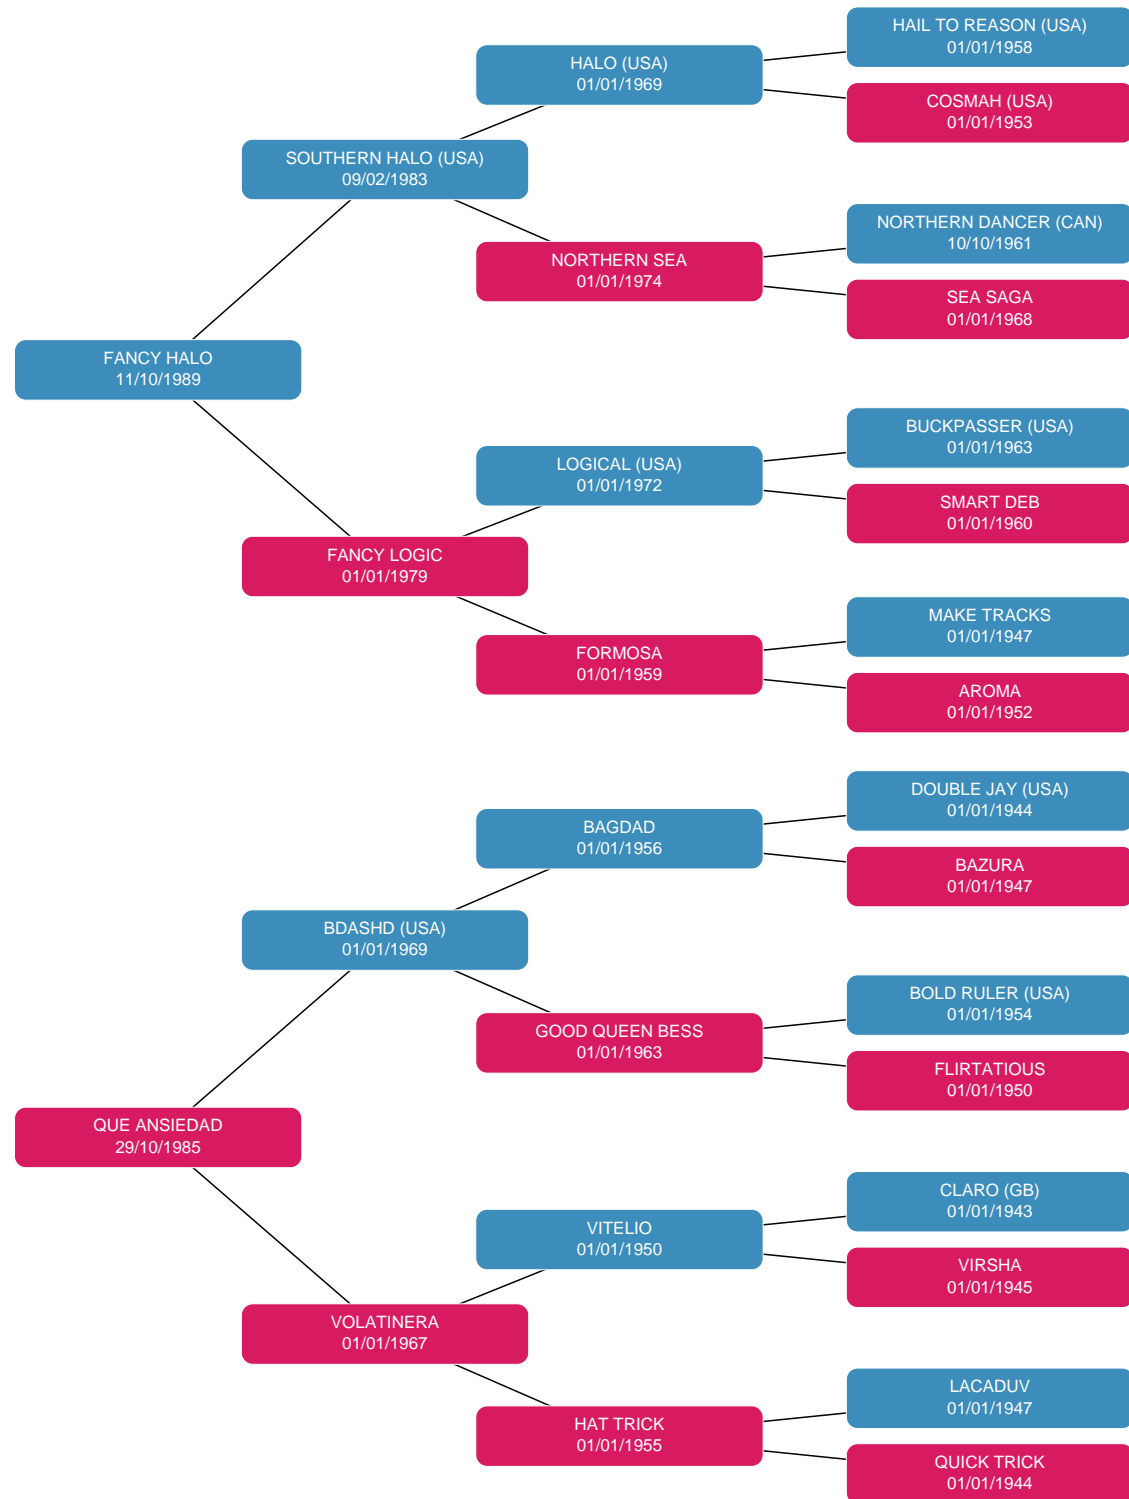 HAIL TO REASON (USA)
01/01/1958
HALO (USA)
01/01/1969
COSMAH (USA)
01/01/1953
SOUTHERN HALO (USA)
09/02/1983
NORTHERN DANCER (CAN)
10/10/1961
NORTHERN SEA
01/01/1974
SEA SAGA
01/01/1968
FANCY HALO
11/10/1989
BUCKPASSER (USA)
01/01/1963
LOGICAL (USA)
01/01/1972
SMART DEB
01/01/1960
FANCY LOGIC
01/01/1979
MAKE TRACKS
01/01/1947
FORMOSA
01/01/1959
AROMA
01/01/1952
DOUBLE JAY (USA)
01/01/1944
BAGDAD
01/01/1956
BAZURA
01/01/1947
BDASHD (USA)
01/01/1969
BOLD RULER (USA)
01/01/1954
GOOD QUEEN BESS
01/01/1963
FLIRTATIOUS
01/01/1950
QUE ANSIEDAD
29/10/1985
CLARO (GB)
01/01/1943
VITELIO
01/01/1950
VIRSHA
01/01/1945
VOLATINERA
01/01/1967
LACADUV
01/01/1947
HAT TRICK
01/01/1955
QUICK TRICK
01/01/1944